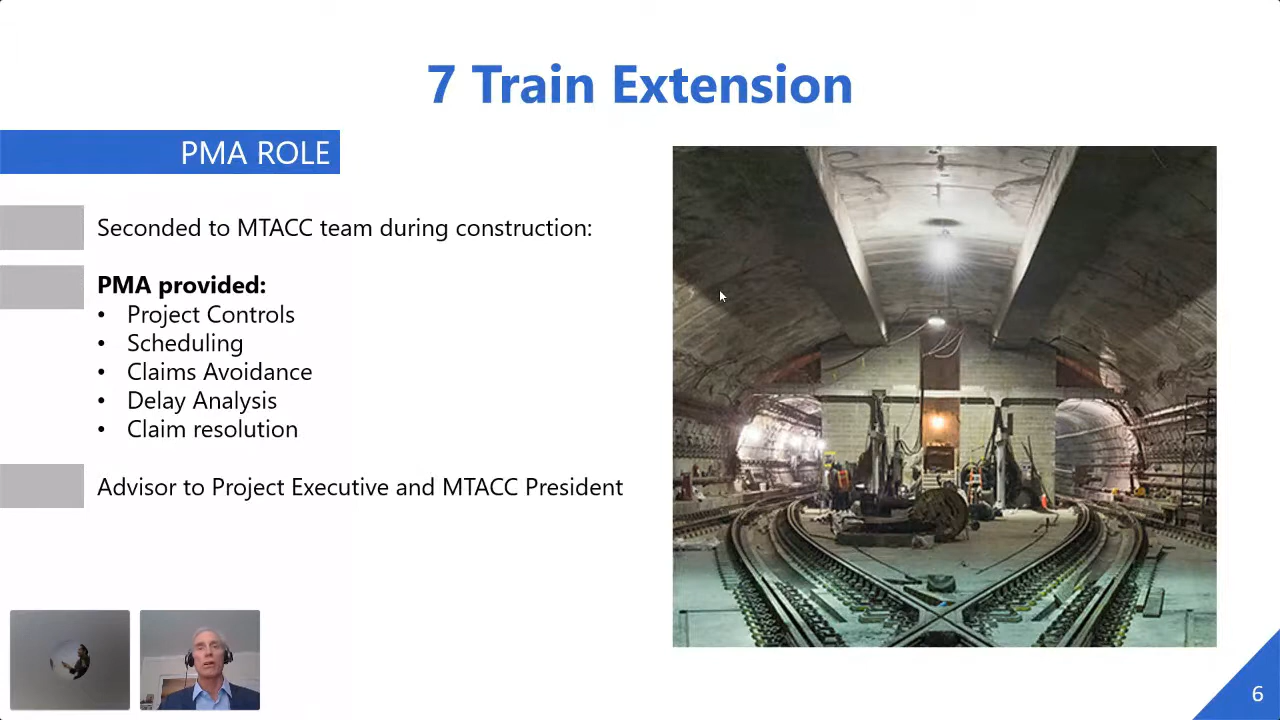 7 Train Extension
PMA ROLE
Seconded to MTACC team during construction:
PMA provided:
• Project Controls
• Scheduling
• Claims Avoidance
• Delay Analysis
• Claim resolution
Advisor to Project Executive and MTACC President
6